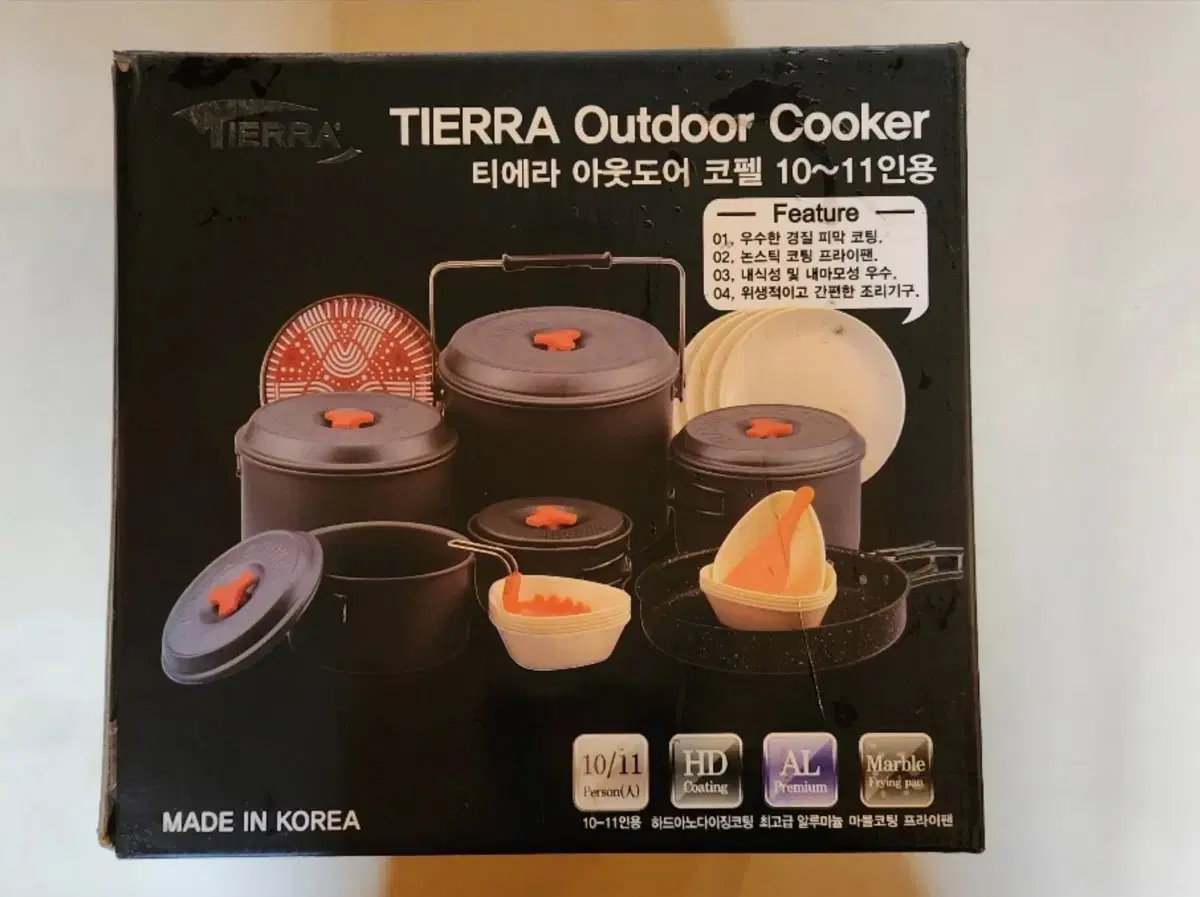 TIERRA
TIERRA Outdoor Cooker
티에라 아웃도어 코펠 10~11인용
Feature
01, 우수한 경질 피막 코팅.
02, 논스틱 코팅 프라이팬.
03, 내식성 및 내마모성 우수.
04, 위생적이고 간편한 조리기구.
10/11
Person(人)
HD
Coating
AL
Premium
Marble
Frying pan
10-11인용 하드아노다이징코팅 최고급 알루미늄 마블코팅 프라이팬
MADE IN KOREA